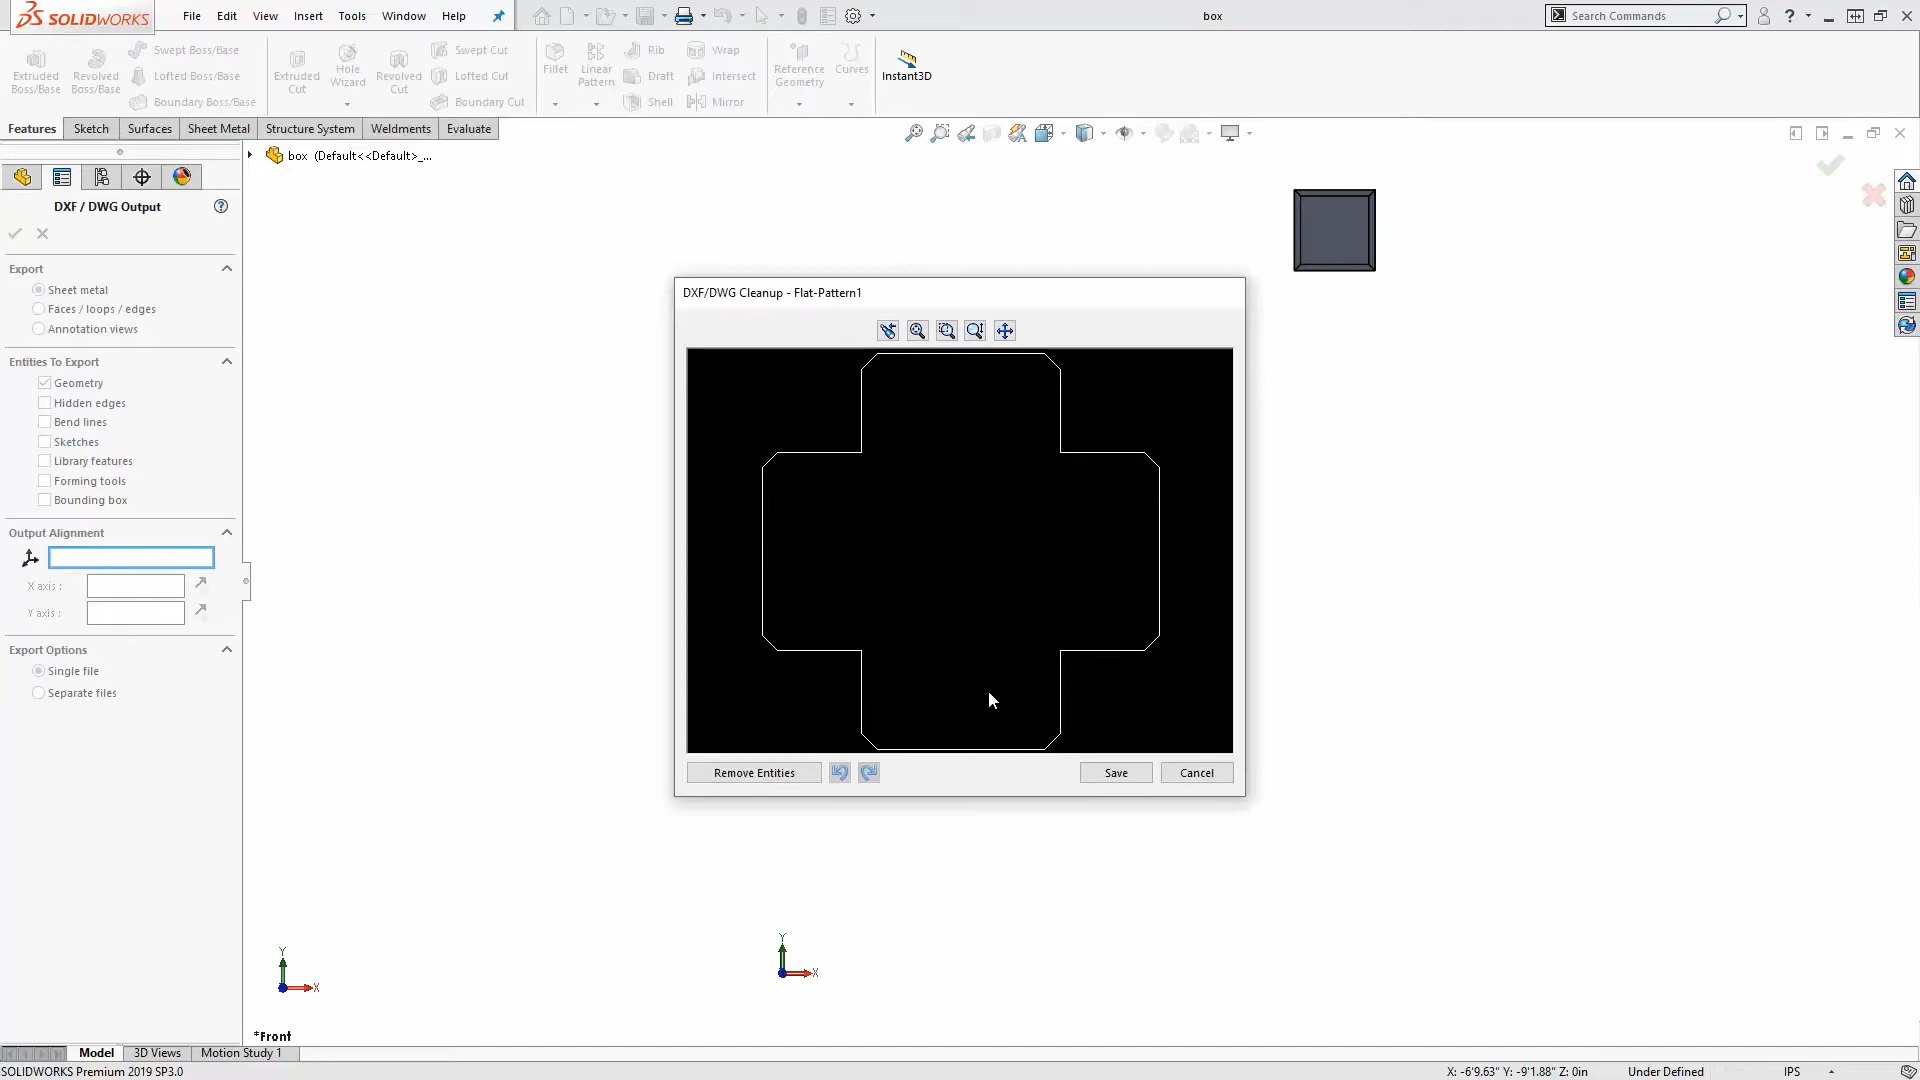 SOLIDWORKS File Edit View Insert Tools Window Help box Search Commands
Extruded Boss/Base
Revolved Boss/Base
Swept Boss/Base
Lofted Boss/Base
Boundary Boss/Base
Extruded Cut
Hole Wizard
Revolved Cut
Swept Cut
Lofted Cut
Boundary Cut
Fillet
Linear Pattern
Rib
Draft
Shell
Wrap
Intersect
Mirror
Reference Geometry
Curves
Instant3D
Features Sketch Surfaces Sheet Metal Structure System Weldments Evaluate
box (Default<<Default>_...
DXF / DWG Output
Export
Sheet metal
Faces / loops / edges
Annotation views
Entities To Export
Geometry
Hidden edges
Bend lines
Sketches
Library features
Forming tools
Bounding box
Output Alignment
X axis :
Y axis :
Export Options
Single file
Separate files
DXF/DWG Cleanup - Flat-Pattern1
Remove Entities Save Cancel
Y
X
Y
X
*Front
Model 3D Views Motion Study 1
SOLIDWORKS Premium 2019 SP3.0 X: -6'9.63" Y: -9'1.88" Z: 0in Under Defined IPS